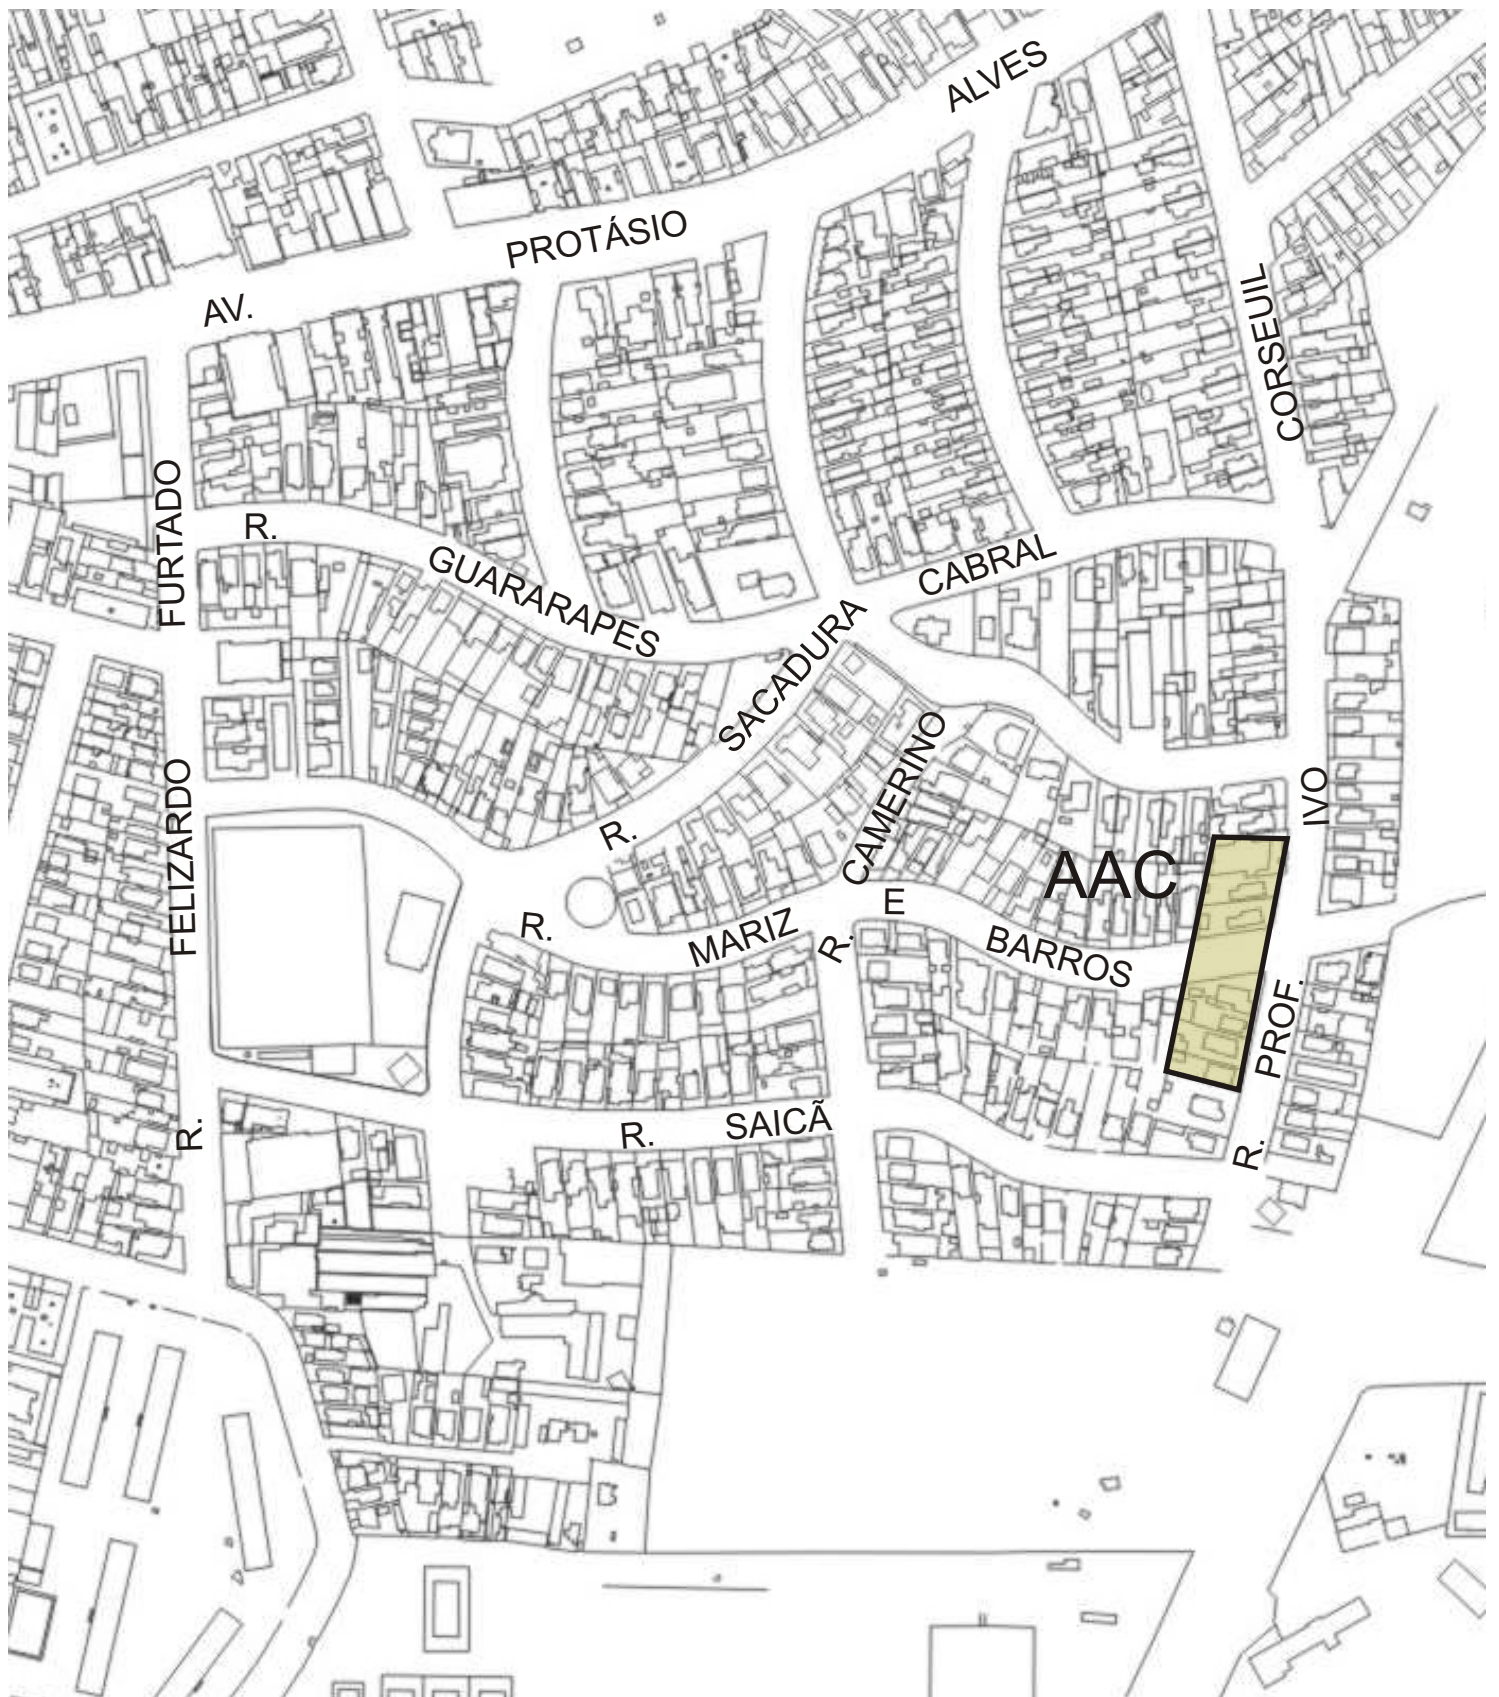 AV. PROTÁSIO ALVES
R. GUARARAPES
R. SACADURA CABRAL
R. CAMERINO
R. MARIZ E BARROS
R. SAICÃ
R. FELIZARDO FURTADO
R. PROF. IVO CORSEUIL
AAC